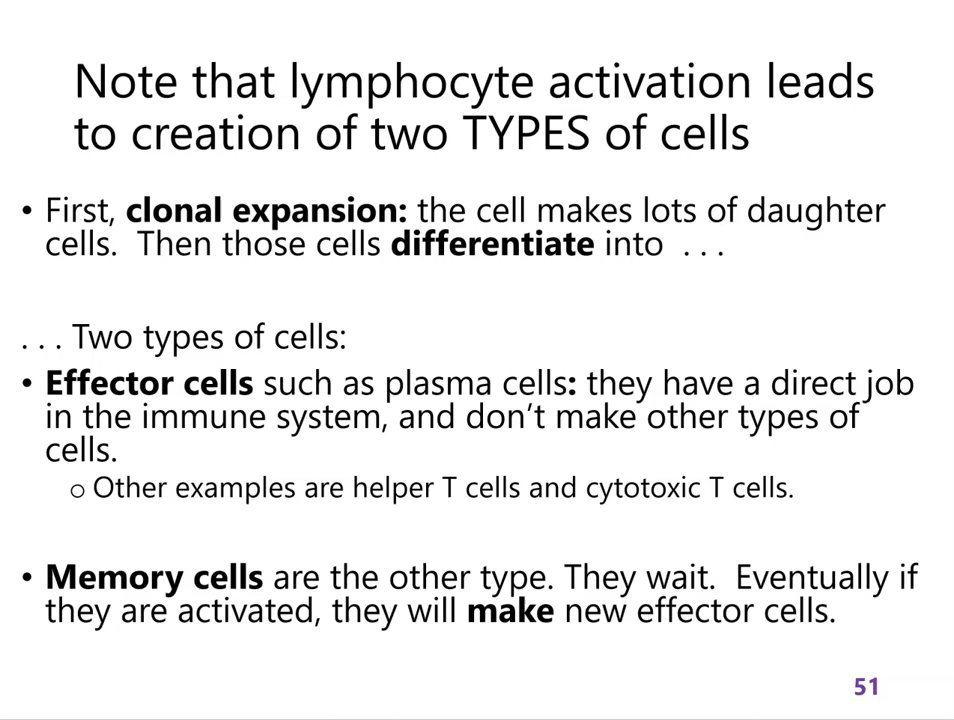 Note that lymphocyte activation leads
to creation of two TYPES of cells
• First, clonal expansion: the cell makes lots of daughter
cells.  Then those cells differentiate into  . . .
. . . Two types of cells:
• Effector cells such as plasma cells: they have a direct job
in the immune system, and don’t make other types of
cells.
o Other examples are helper T cells and cytotoxic T cells.
• Memory cells are the other type. They wait.  Eventually if
they are activated, they will make new effector cells.
51